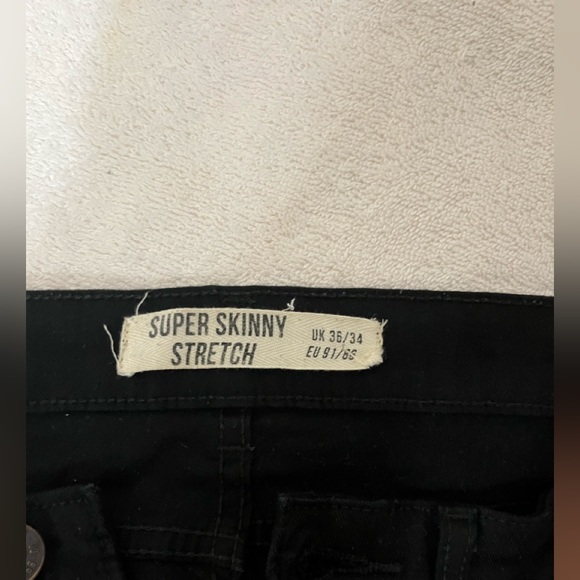 SUPER SKINNY
STRETCH
UK 36/34
EU 91/86